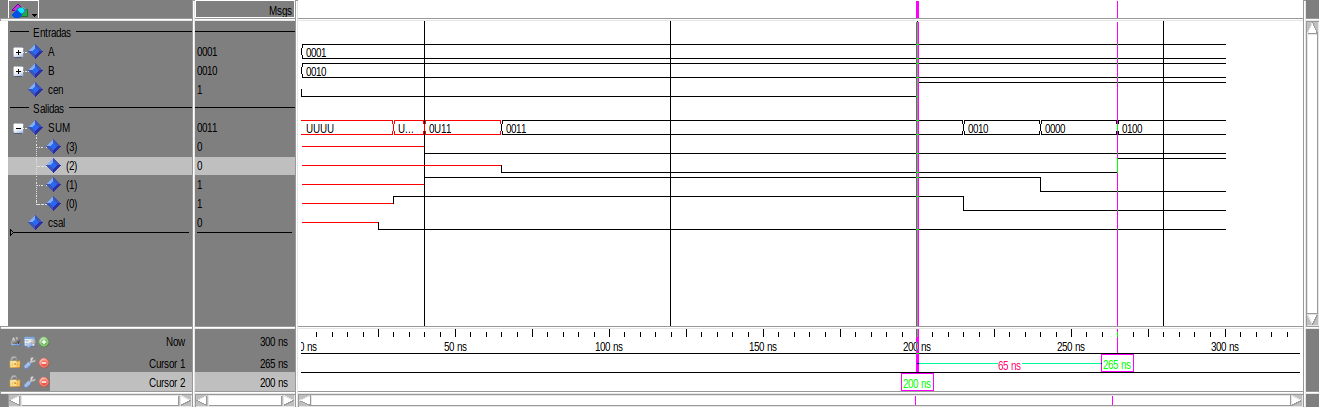 Msgs
Entradas
A 0001 0001
B 0010 0010
cen 1
Salidas
SUM 0011 UUUU U... 0U11 0011 0010 0000 0100
(3) 0
(2) 0
(1) 1
(0) 1
csal 0
Now 300 ns 0 ns 50 ns 100 ns 150 ns 200 ns 250 ns 300 ns
Cursor 1 265 ns 65 ns 265 ns
Cursor 2 200 ns 200 ns